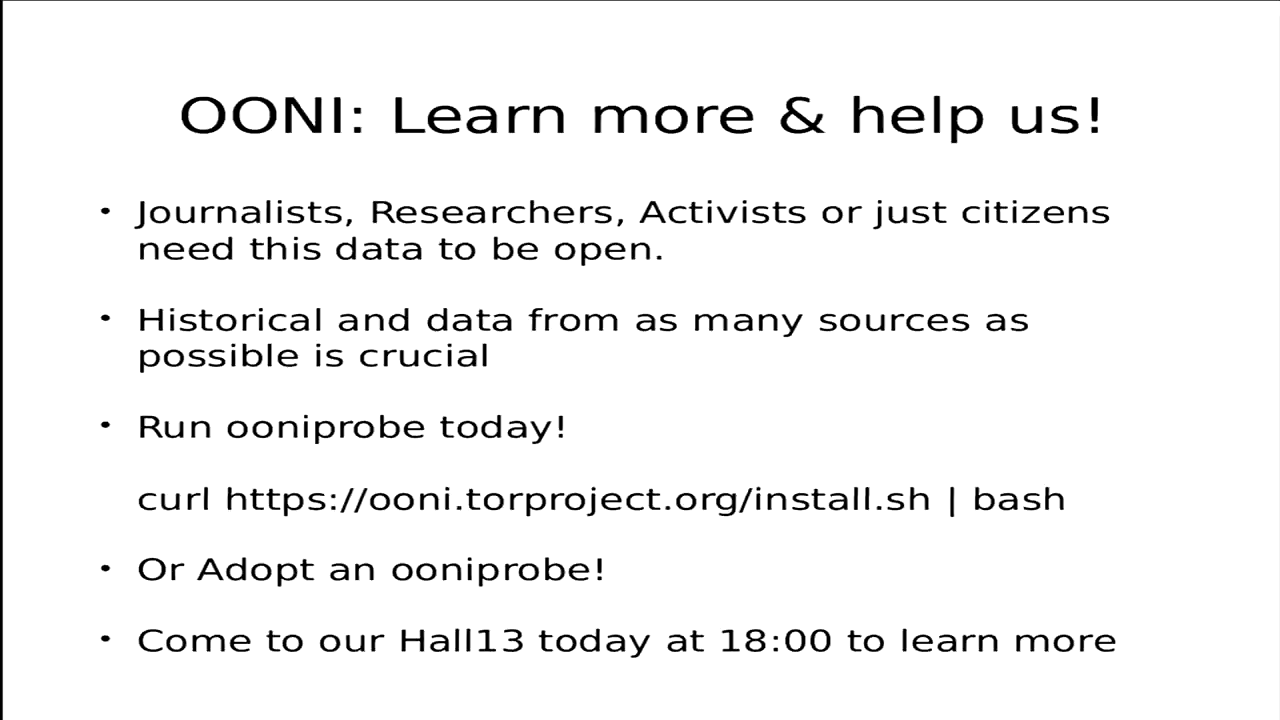 OONI: Learn more & help us!
• Journalists, Researchers, Activists or just citizens
need this data to be open.
• Historical and data from as many sources as
possible is crucial
• Run ooniprobe today!
curl https://ooni.torproject.org/install.sh | bash
• Or Adopt an ooniprobe!
• Come to our Hall13 today at 18:00 to learn more